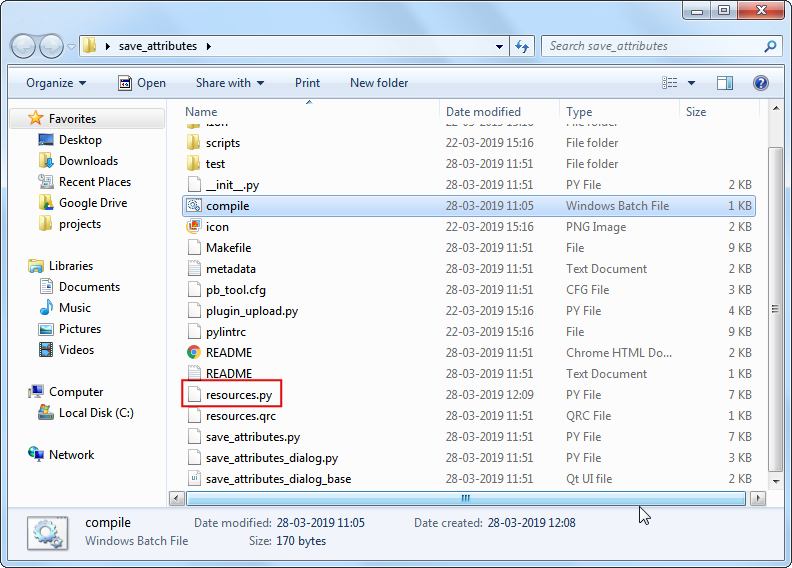 save_attributes
Search save_attributes
Organize Open Share with Print New folder
Name Date modified Type Size
Favorites
Desktop
Downloads
Recent Places
Google Drive
projects
Libraries
Documents
Music
Pictures
Videos
Computer
Local Disk (C:)
Network
scripts 22-03-2019 15:16 File folder
test 28-03-2019 11:51 File folder
__init__.py 28-03-2019 11:51 PY File 2 KB
compile 28-03-2019 11:05 Windows Batch File 1 KB
icon 22-03-2019 15:16 PNG Image 2 KB
Makefile 28-03-2019 11:51 File 9 KB
metadata 28-03-2019 11:51 Text Document 2 KB
pb_tool.cfg 28-03-2019 11:51 CFG File 3 KB
plugin_upload.py 22-03-2019 15:16 PY File 4 KB
pylintrc 22-03-2019 15:16 File 9 KB
README 28-03-2019 11:51 Chrome HTML Do... 2 KB
README 28-03-2019 11:51 Text Document 2 KB
resources.py 28-03-2019 12:09 PY File 7 KB
resources.qrc 28-03-2019 11:51 QRC File 1 KB
save_attributes.py 28-03-2019 11:51 PY File 7 KB
save_attributes_dialog.py 28-03-2019 11:51 PY File 3 KB
save_attributes_dialog_base 28-03-2019 11:51 Qt UI file 2 KB
compile Date modified: 28-03-2019 11:05 Date created: 28-03-2019 12:08
Windows Batch File Size: 170 bytes